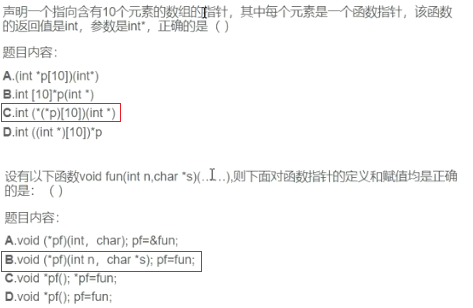 声明一个指向含有10个元素的数组的指针，其中每个元素是一个函数指针，该函数
的返回值是int，参数是int*，正确的是（ ）
题目内容：
A.(int *p[10])(int*)
B.int [10]*p(int *)
C.int (*(*p)[10])(int *)
D.int ((int *)[10])*p
设有以下函数void fun(int n,char *s)(……),则下面对函数指针的定义和赋值均是正确
的是：（ ）
题目内容：
A.void (*pf)(int，char); pf=&fun;
B.void (*pf)(int n，char *s); pf=fun;
C.void *pf(); *pf=fun;
D.void *pf(); pf=fun;